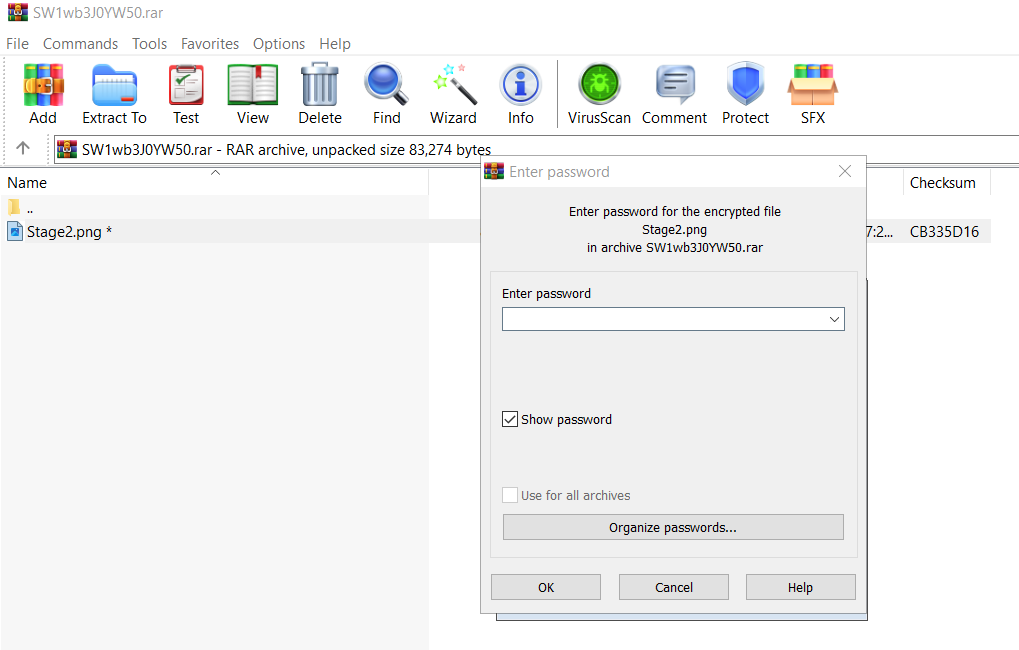 SW1wb3J0YW50.rar
File Commands Tools Favorites Options Help
Add Extract To Test View Delete Find Wizard Info VirusScan Comment Protect SFX
SW1wb3J0YW50.rar - RAR archive, unpacked size 83,274 bytes
Name Checksum
..
Stage2.png * 7:2... CB335D16
Enter password
Enter password for the encrypted file
Stage2.png
in archive SW1wb3J0YW50.rar
Enter password
Show password
Use for all archives
Organize passwords...
OK Cancel Help